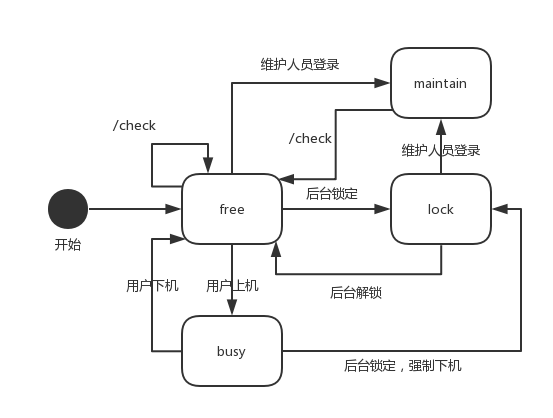 维护人员登录
maintain
/check
/check
维护人员登录
后台锁定
free
lock
开始
用户下机
用户上机
后台解锁
busy
后台锁定，强制下机